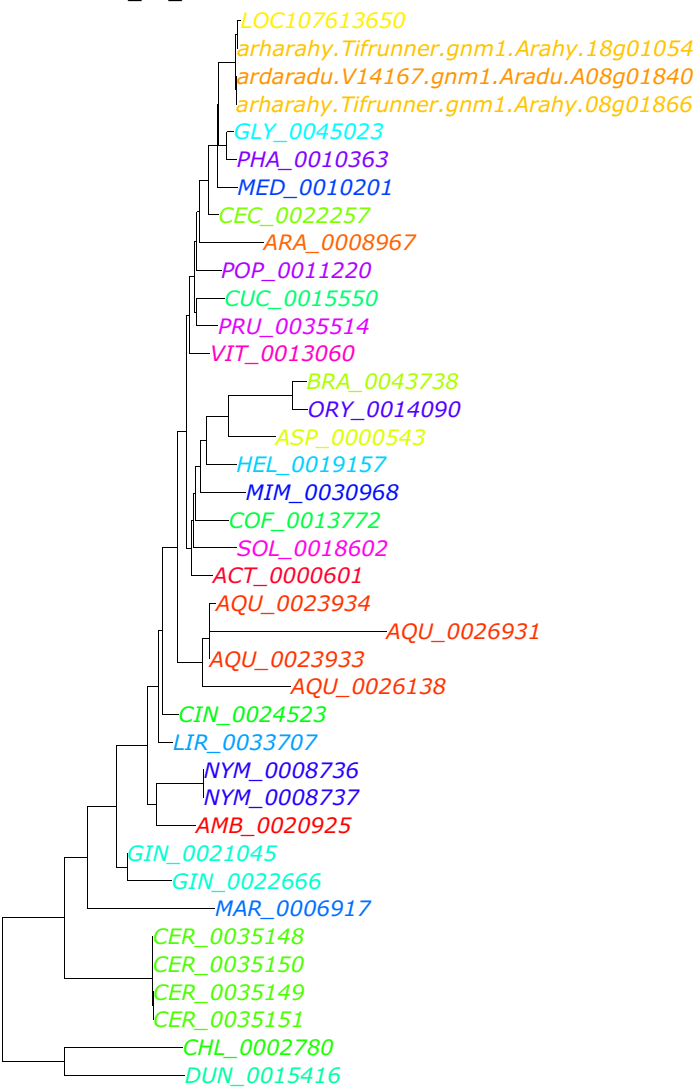 LOC107613650
arharahy.Tifrunner.gnm1.Arahy.18g01054
ardaradu.V14167.gnm1.Aradu.A08g01840
arharahy.Tifrunner.gnm1.Arahy.08g01866
GLY_0045023
PHA_0010363
MED_0010201
CEC_0022257
ARA_0008967
POP_0011220
CUC_0015550
PRU_0035514
VIT_0013060
BRA_0043738
ORY_0014090
ASP_0000543
HEL_0019157
MIM_0030968
COF_0013772
SOL_0018602
ACT_0000601
AQU_0023934
AQU_0026931
AQU_0023933
AQU_0026138
CIN_0024523
LIR_0033707
NYM_0008736
NYM_0008737
AMB_0020925
GIN_0021045
GIN_0022666
MAR_0006917
CER_0035148
CER_0035150
CER_0035149
CER_0035151
CHL_0002780
DUN_0015416